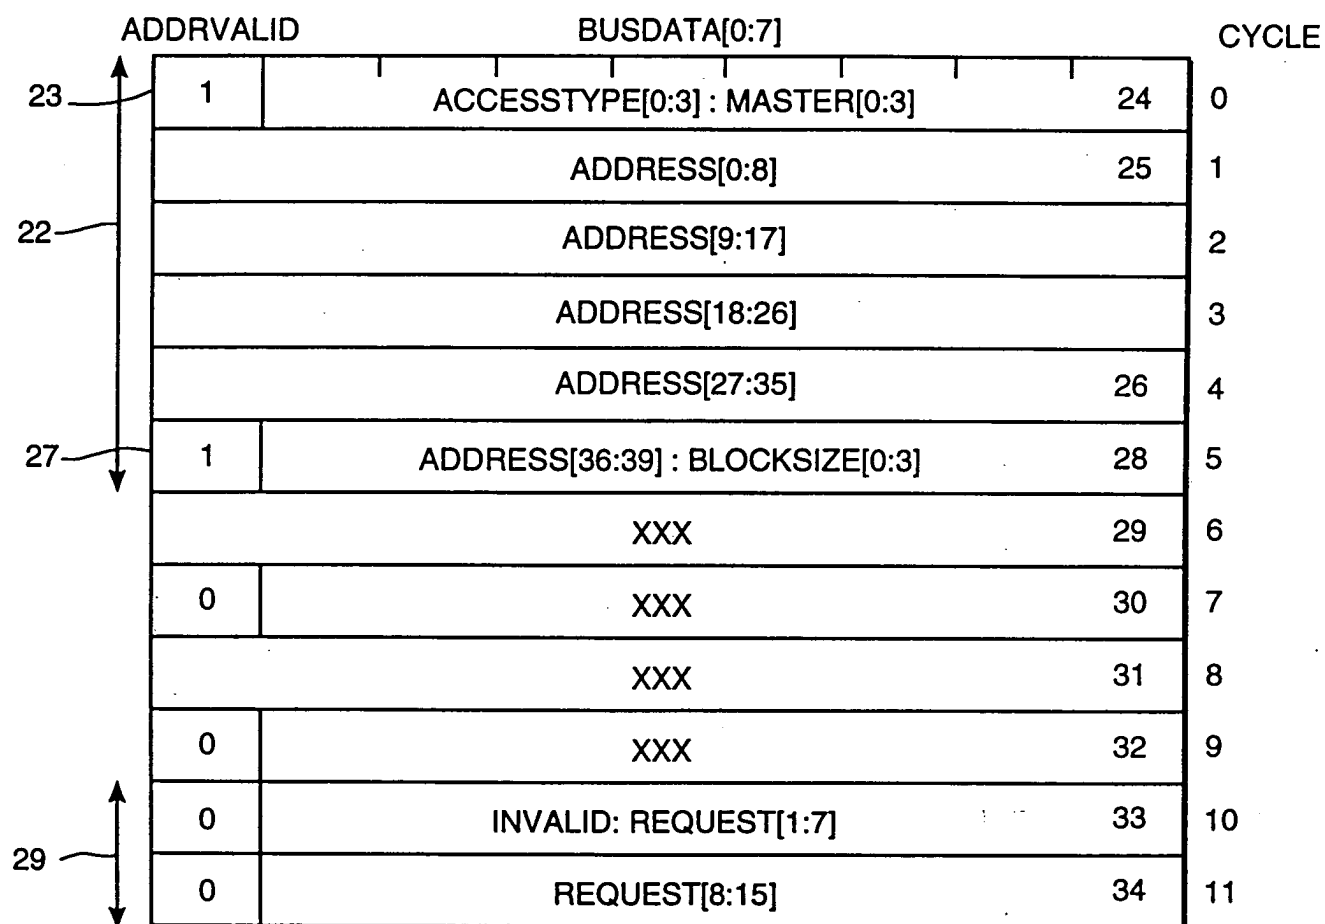 ADDRVALID BUSDATA[0:7] CYCLE
23 1 ACCESSTYPE[0:3] : MASTER[0:3] 24 0
ADDRESS[0:8] 25 1
22 ADDRESS[9:17] 2
ADDRESS[18:26] 3
ADDRESS[27:35] 26 4
27 1 ADDRESS[36:39] : BLOCKSIZE[0:3] 28 5
XXX 29 6
0 XXX 30 7
XXX 31 8
0 XXX 32 9
0 INVALID: REQUEST[1:7] 33 10
29 0 REQUEST[8:15] 34 11